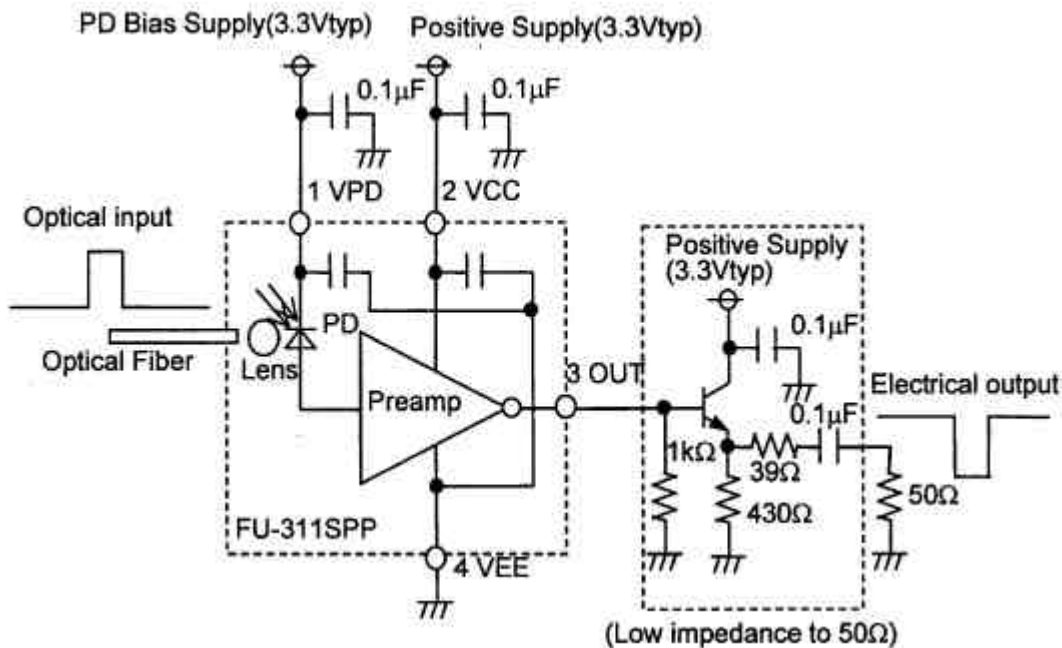 PD Bias Supply(3.3Vtyp)
Positive Supply(3.3Vtyp)
0.1μF
0.1μF
1 VPD
2 VCC
Optical input
Positive Supply
(3.3Vtyp)
PD
0.1μF
Optical Fiber
Lens
Preamp
3 OUT
Electrical output
0.1μF
1kΩ
39Ω
50Ω
430Ω
FU-311SPP
4 VEE
(Low impedance to 50Ω)